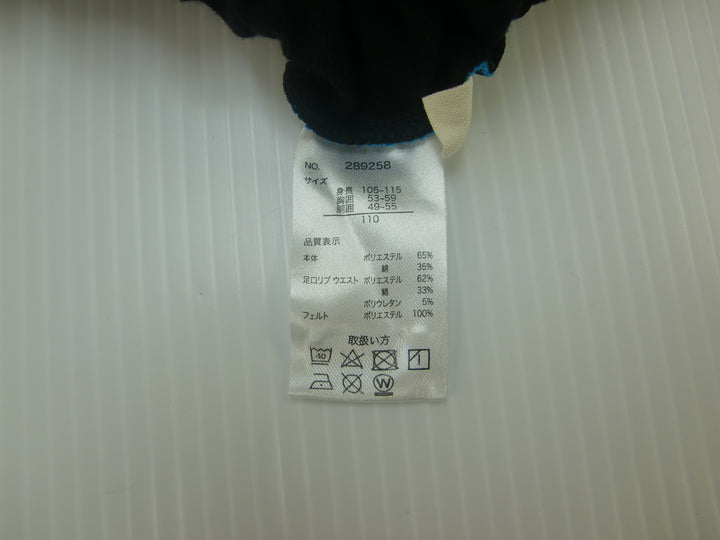 NO. 289258
サイズ
身長 105-115
胸囲 53-59
胴囲 49-55
110
品質表示
本体 ポリエステル 65%
綿 35%
足口リブ ウエスト ポリエステル 62%
綿 33%
ポリウレタン 5%
フェルト ポリエステル 100%
取扱い方
40
W